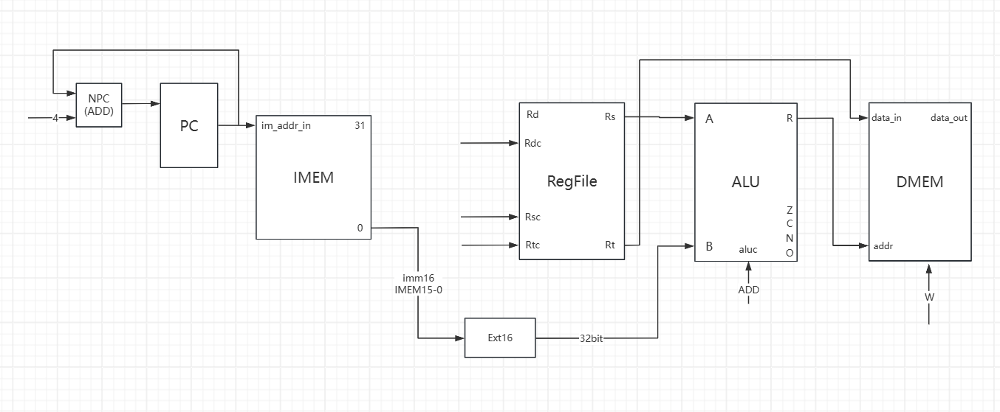 NPC
(ADD)
4
PC
im_addr_in
31
IMEM
0
imm16
IMEM15-0
Ext16
32bit
Rd
Rs
Rdc
RegFile
Rsc
Rtc
Rt
A
R
ALU
Z
C
N
O
B
aluc
ADD
data_in
data_out
DMEM
addr
W